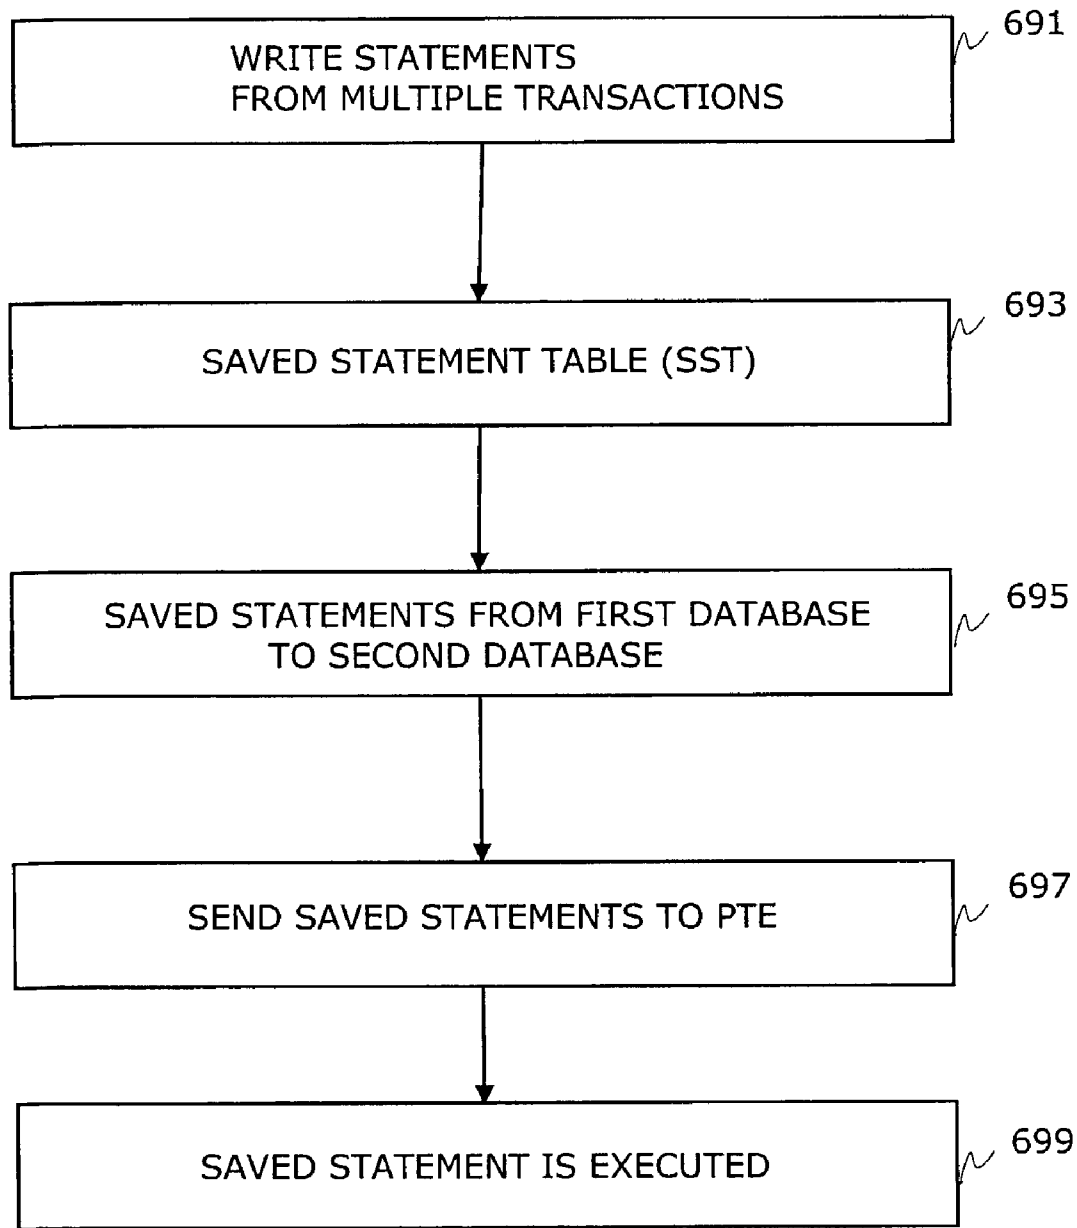 691
WRITE STATEMENTS
FROM MULTIPLE TRANSACTIONS
693
SAVED STATEMENT TABLE (SST)
695
SAVED STATEMENTS FROM FIRST DATABASE
TO SECOND DATABASE
697
SEND SAVED STATEMENTS TO PTE
699
SAVED STATEMENT IS EXECUTED